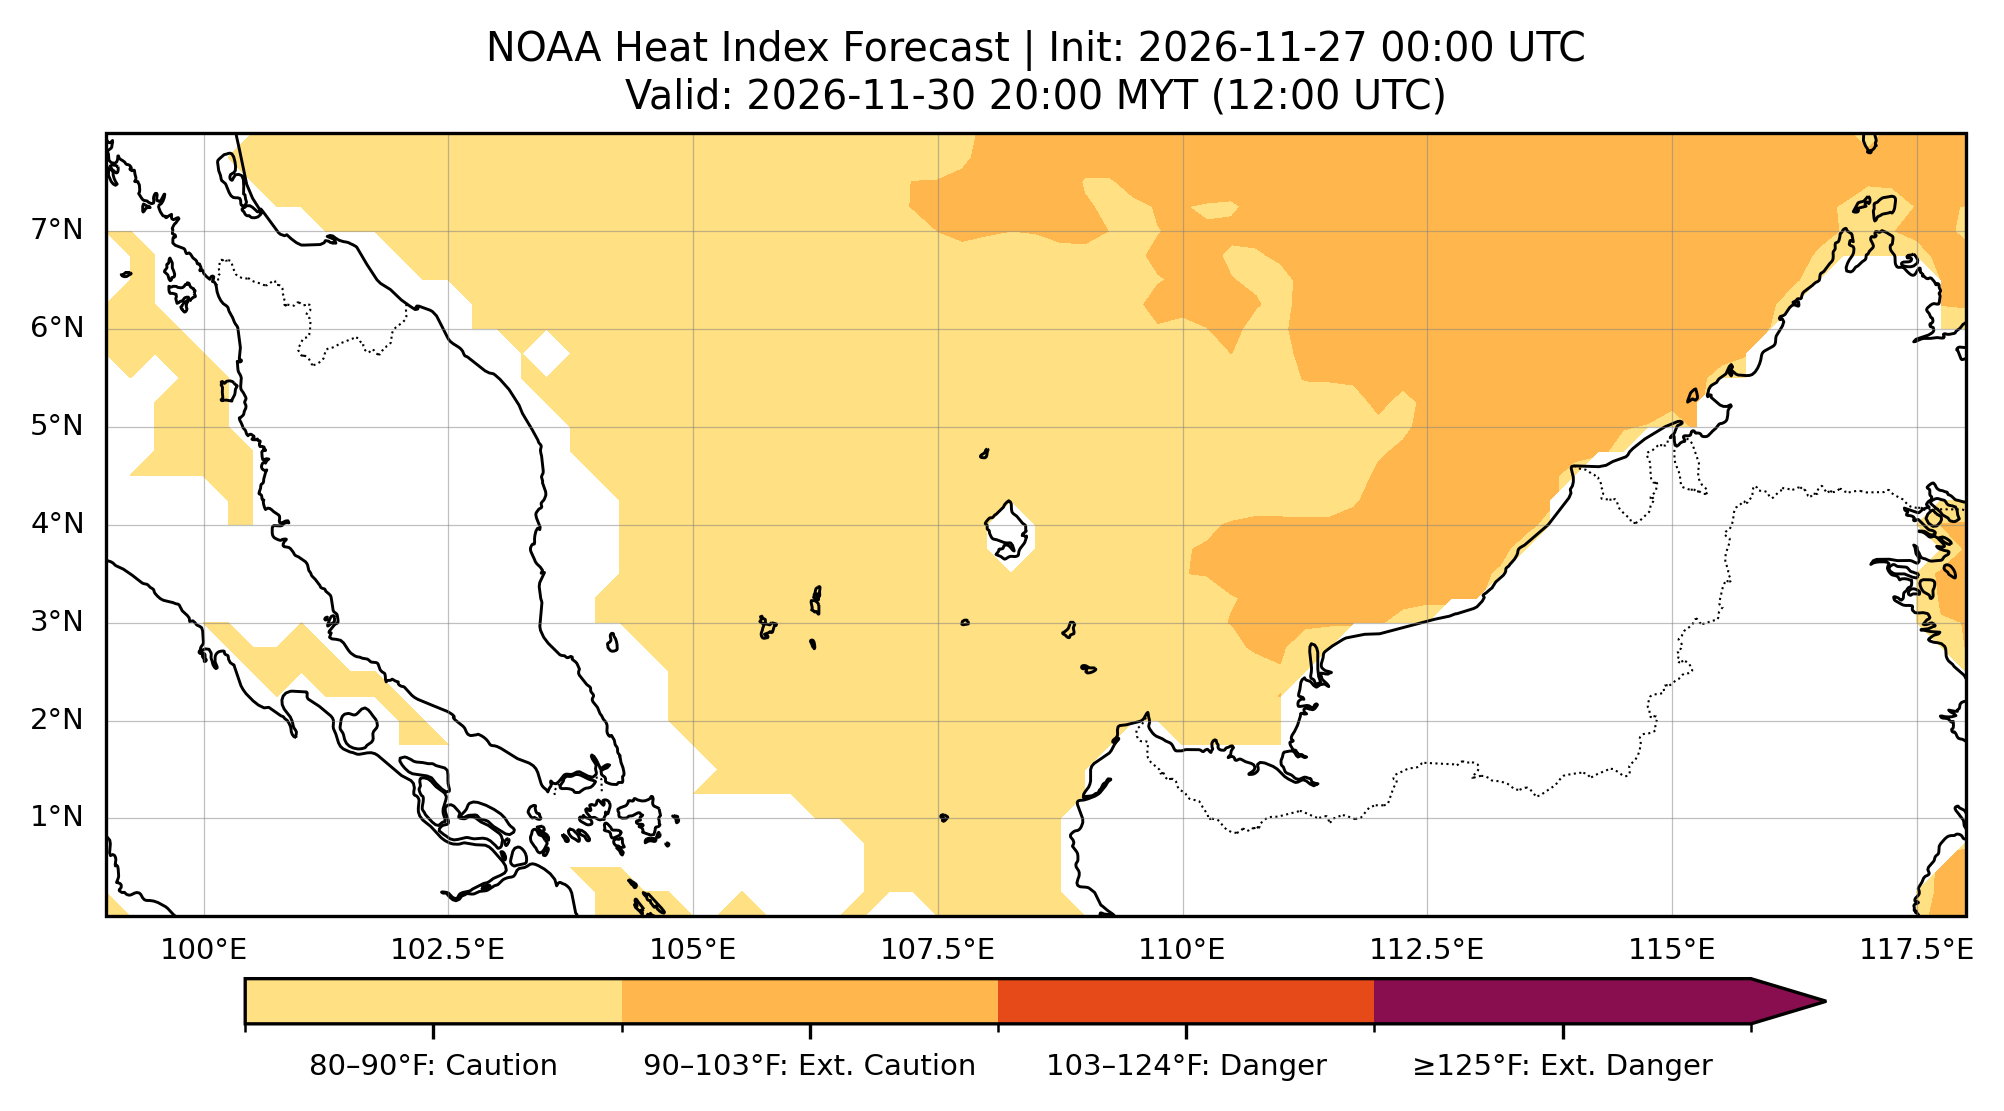 NOAA Heat Index Forecast | Init: 2026-11-27 00:00 UTC
Valid: 2026-11-30 20:00 MYT (12:00 UTC)
7°N
6°N
5°N
4°N
3°N
2°N
1°N
100°E 102.5°E 105°E 107.5°E 110°E 112.5°E 115°E 117.5°E
80–90°F: Caution 90–103°F: Ext. Caution 103–124°F: Danger ≥125°F: Ext. Danger